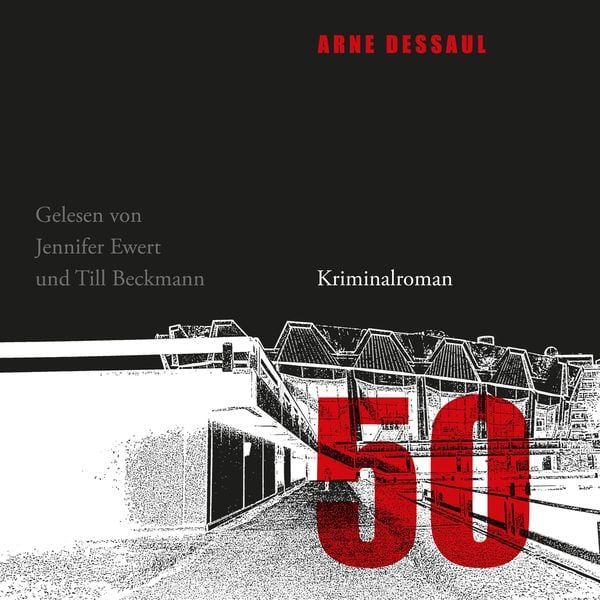 ARNE DESSAUL
Gelesen von
Jennifer Ewert
und Till Beckmann
Kriminalroman
50